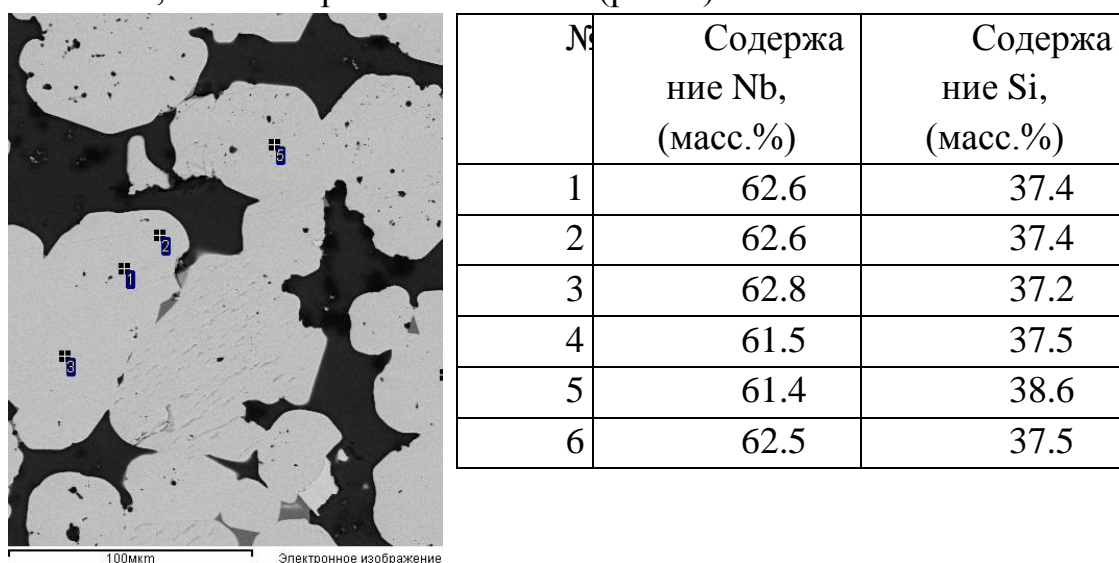 № Содержа ние Nb, (масс.%) Содержа ние Si, (масс.%)
1 62.6 37.4
2 62.6 37.4
3 62.8 37.2
4 61.5 37.5
5 61.4 38.6
6 62.5 37.5
5
2
1
3
100мкm Электронное изображение